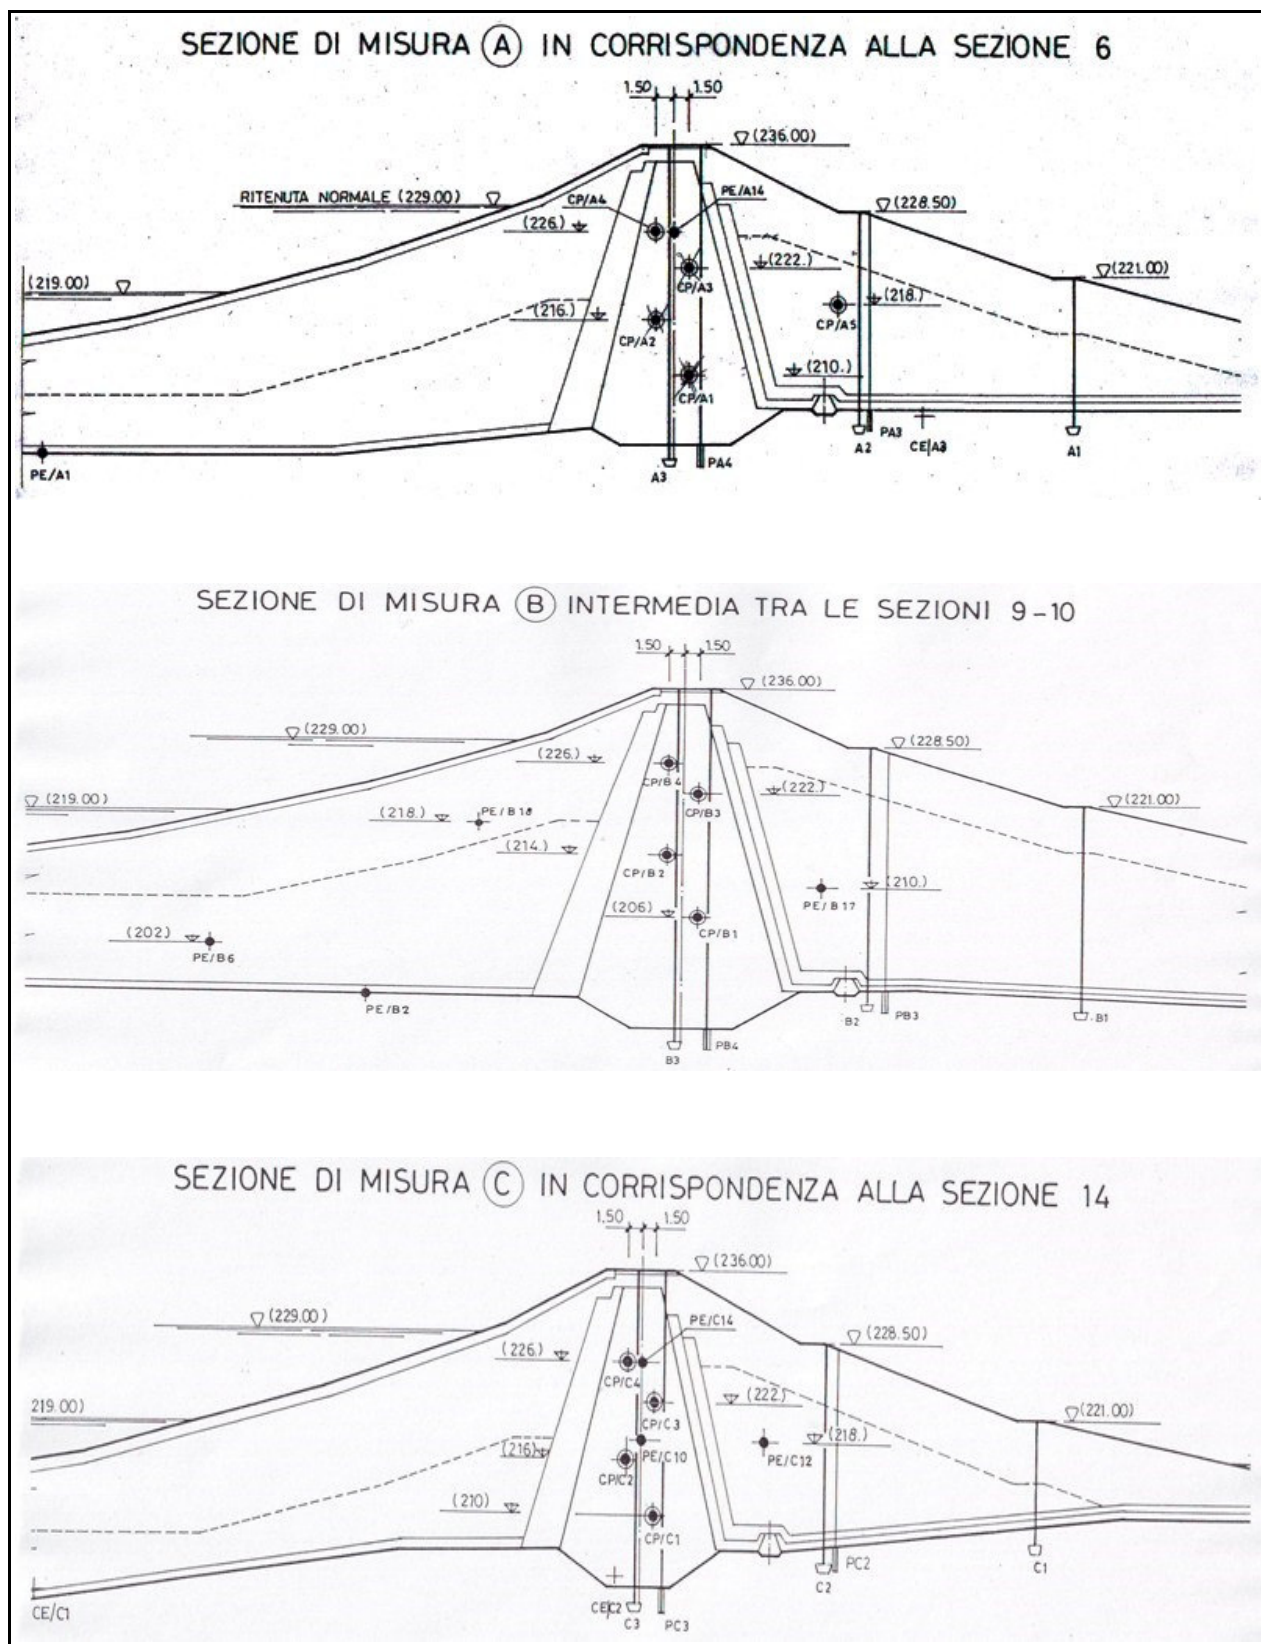 SEZIONE DI MISURA A IN CORRISPONDENZA ALLA SEZIONE 6
1.50 1.50
(236.00)
RITENUTA NORMALE (229.00)
CP/A4
PE/A14
(228.50)
(226.)
(222.)
(221.00)
(219.00)
CP/A3
(216.)
(218.)
CP/A2
CP/A5
(210.)
CP/A1
PE/A1
A3
PA4
A2
PA3
CE/A3
A1
SEZIONE DI MISURA B INTERMEDIA TRA LE SEZIONI 9-10
1.50 1.50
(236.00)
(229.00)
(228.50)
(226.)
CP/B4
(222.)
(219.00)
(221.00)
(218.)
PE/B18
CP/B3
(214.)
CP/B2
(210.)
PE/B17
(206)
CP/B1
(202)
PE/B6
PE/B2
B3
PB4
B2
PB3
B1
SEZIONE DI MISURA C IN CORRISPONDENZA ALLA SEZIONE 14
1.50 1.50
(236.00)
(229.00)
PE/C14
(228.50)
(226.)
CP/C4
(222.)
219.00)
CP/C3
(221.00)
(216)
PE/C10
(218.)
CP/C2
PE/C12
(210)
CP/C1
CE/C1
CE/C2
C3
PC3
C2
PC2
C1